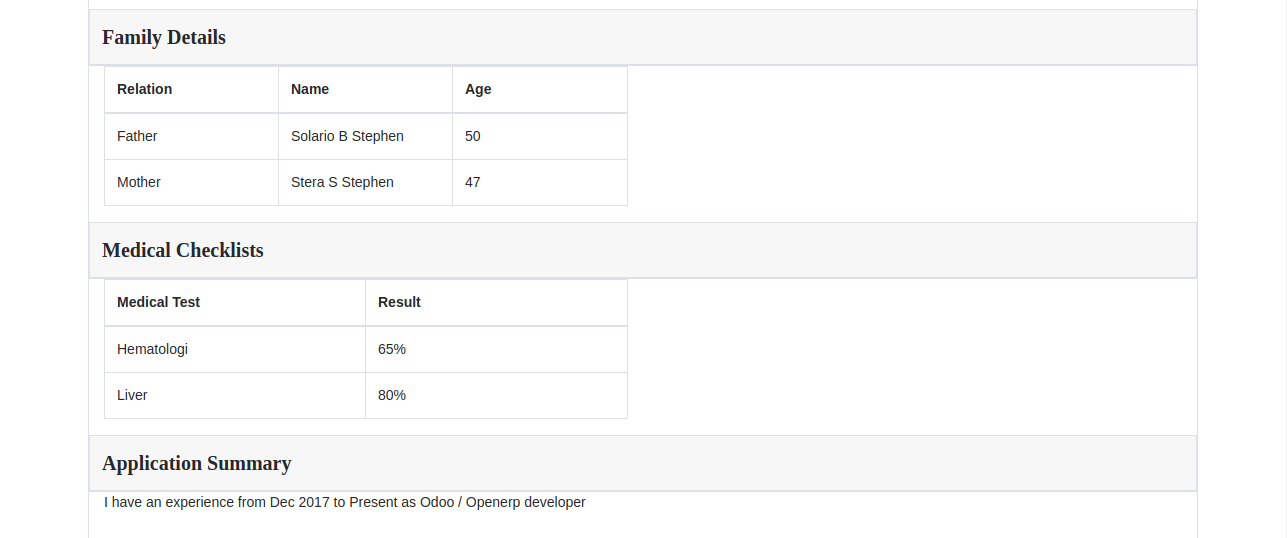 Family Details
Relation Name Age
Father Solario B Stephen 50
Mother Stera S Stephen 47
Medical Checklists
Medical Test Result
Hematologi 65%
Liver 80%
Application Summary
I have an experience from Dec 2017 to Present as Odoo / Openerp developer